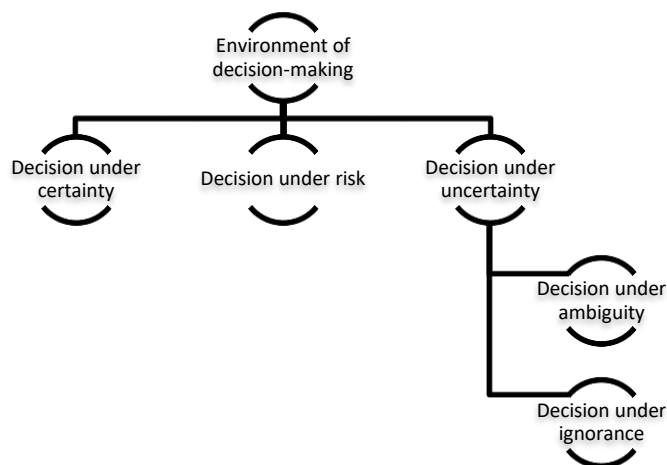 Environment of
decision-making
Decision under
certainty
Decision under risk
Decision under
uncertainty
Decision under
ambiguity
Decision under
ignorance